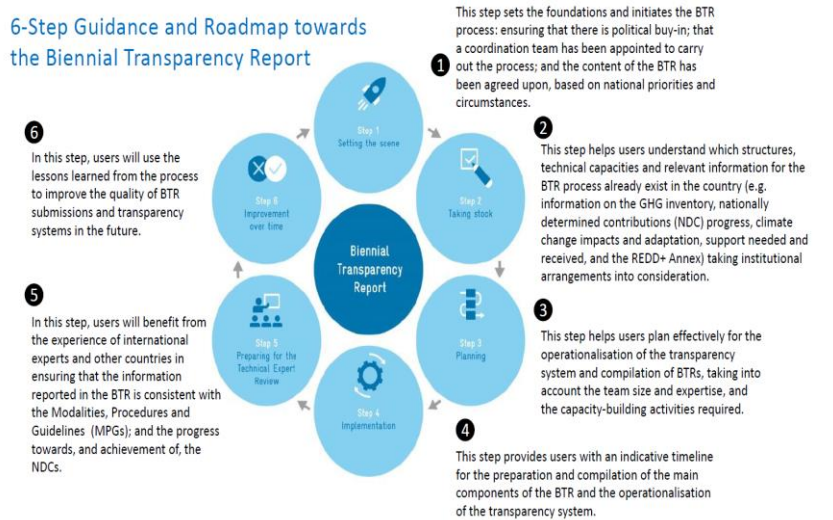 6-Step Guidance and Roadmap towards
the Biennial Transparency Report
1
This step sets the foundations and initiates the BTR
process: ensuring that there is political buy-in; that
a coordination team has been appointed to carry
out the process; and the content of the BTR has
been agreed upon, based on national priorities and
circumstances.
2
This step helps users understand which structures,
technical capacities and relevant information for the
BTR process already exist in the country (e.g.
information on the GHG inventory, nationally
determined contributions (NDC) progress, climate
change impacts and adaptation, support needed and
received, and the REDD+ Annex) taking institutional
arrangements into consideration.
3
This step helps users plan effectively for the
operationalisation of the transparency
system and compilation of BTRs, taking into
account the team size and expertise, and
the capacity-building activities required.
4
This step provides users with an indicative timeline
for the preparation and compilation of the main
components of the BTR and the operationalisation
of the transparency system.
5
In this step, users will benefit from
the experience of international
experts and other countries in
ensuring that the information
reported in the BTR is consistent with
the Modalities, Procedures and
Guidelines (MPGs); and the progress
towards, and achievement of, the
NDCs.
6
In this step, users will use the
lessons learned from the process
to improve the quality of BTR
submissions and transparency
systems in the future.
Step 1
Setting the scene
Step 2
Taking stock
Step 3
Planning
Step 4
Implementation
Step 5
Preparing for the
Technical Expert
Review
Step 6
Improvement
over time
Biennial
Transparency
Report